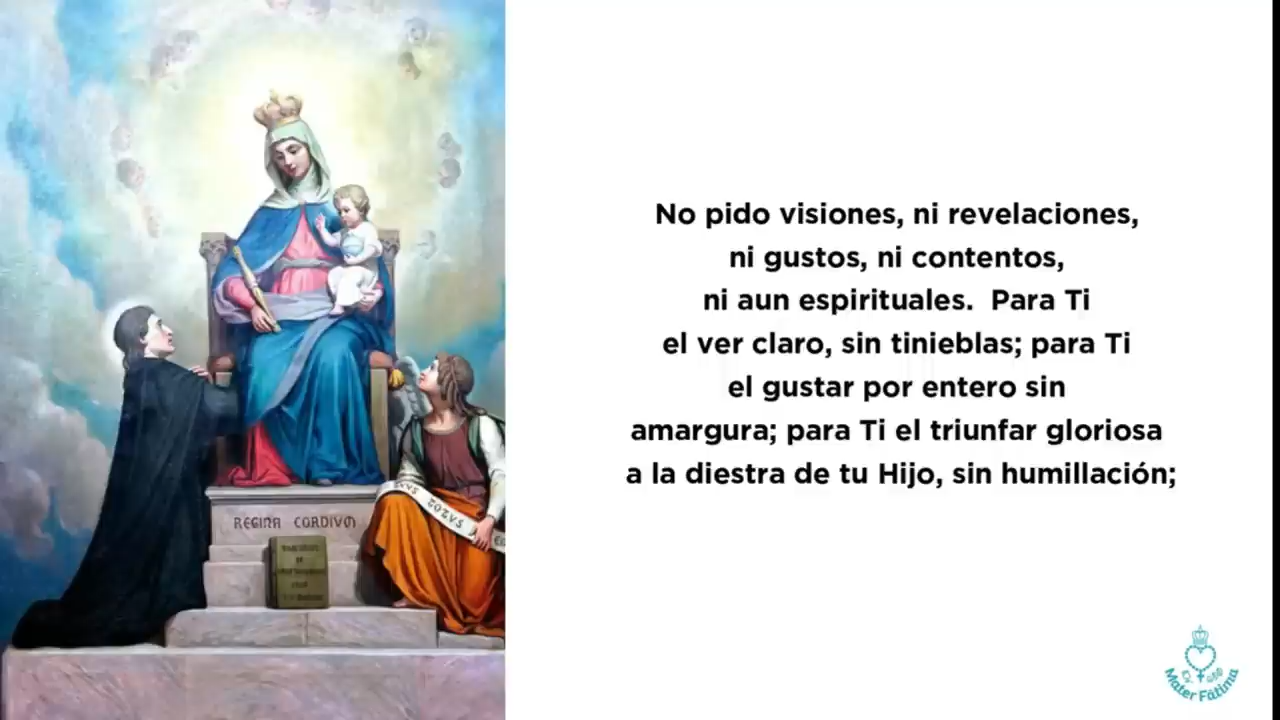 No pido visiones, ni revelaciones,
ni gustos, ni contentos,
ni aun espirituales.  Para Ti
el ver claro, sin tinieblas; para Ti
el gustar por entero sin
amargura; para Ti el triunfar gloriosa
a la diestra de tu Hijo, sin humillación;
REGINA CORDIVM
Mater Fátima